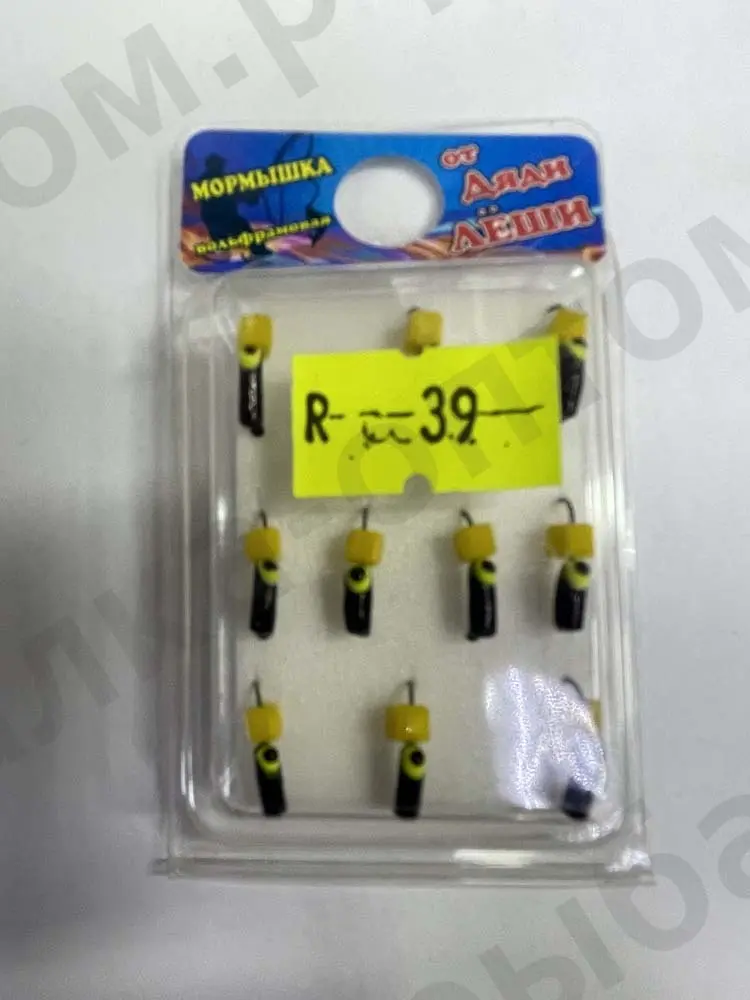 МОРМЫШКА
вольфрамовая
от
Дяди
ЛЁШИ
R- 39